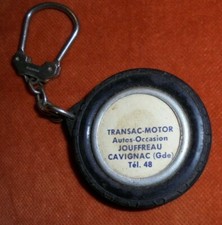 TRANSAC-MOTOR
Autos-Occasion
JOUFFREAU
CAVIGNAC (Gde)
Tél. 48